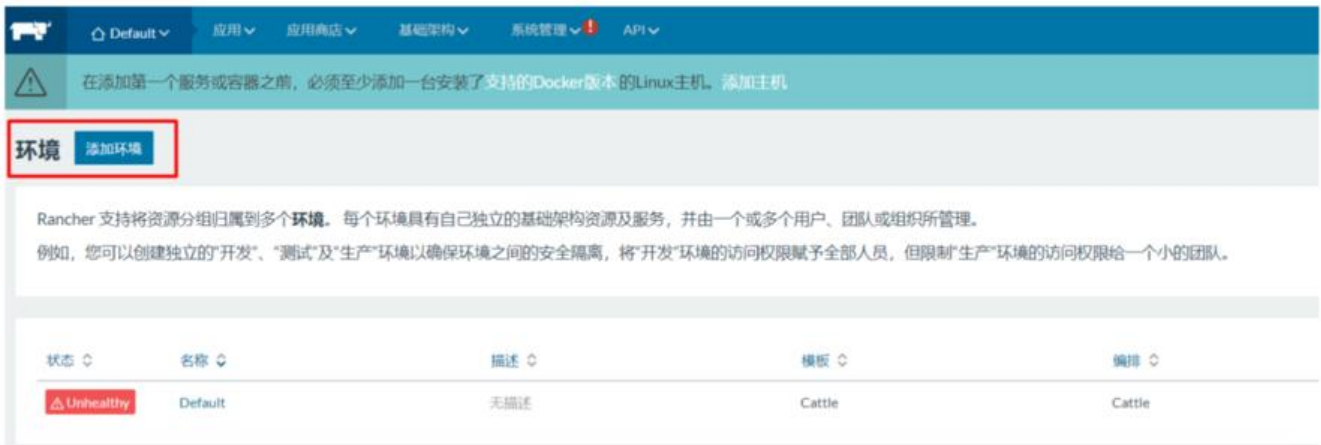 Default 应用 应用商店 基础架构 系统管理 ! API
在添加第一个服务或容器之前，必须至少添加一台安装了支持的Docker版本 的Linux主机。添加主机
环境 添加环境
Rancher 支持将资源分组归属到多个环境。每个环境具有自己独立的基础架构资源及服务，并由一个或多个用户、团队或组织所管理。
例如，您可以创建独立的"开发"、"测试"及"生产"环境以确保环境之间的安全隔离，将"开发"环境的访问权限赋予全部人员，但限制"生产"环境的访问权限给一个小的团队。
状态 名称 描述 模板 编排
Unhealthy Default 无描述 Cattle Cattle